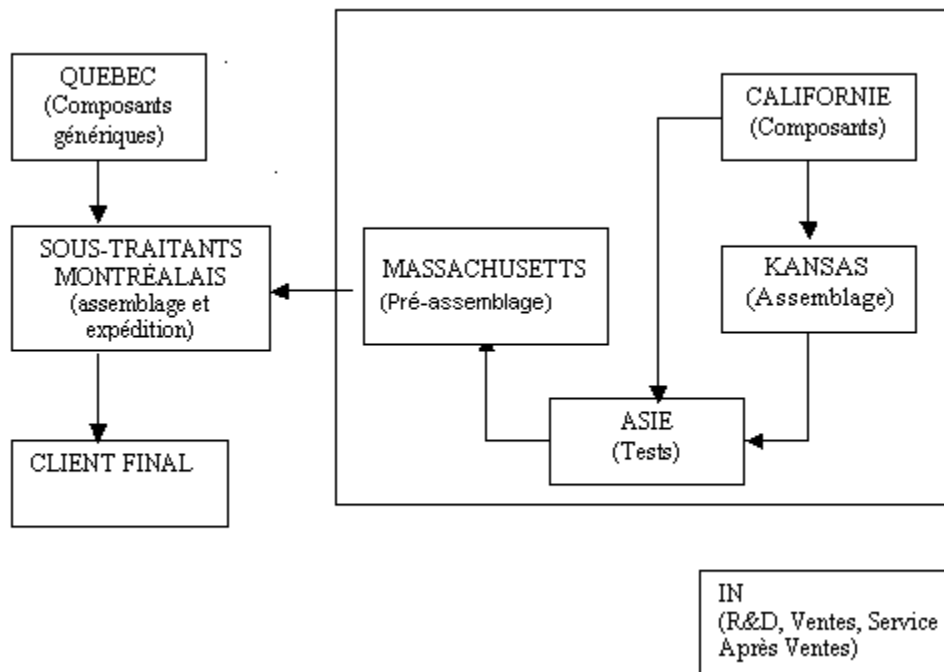 QUEBEC
(Composants
génériques)
CALIFORNIE
(Composants)
SOUS-TRAITANTS
MONTRÉALAIS
(assemblage et
expédition)
MASSACHUSETTS
(Pré-assemblage)
KANSAS
(Assemblage)
ASIE
(Tests)
CLIENT FINAL
IN
(R&D, Ventes, Service
Après Ventes)